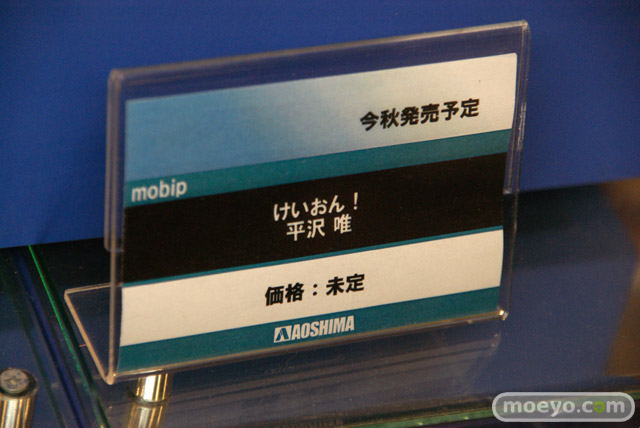 今秋発売予定
mobip
けいおん！
平沢 唯
価格：未定
AOSHIMA
moeyo.com